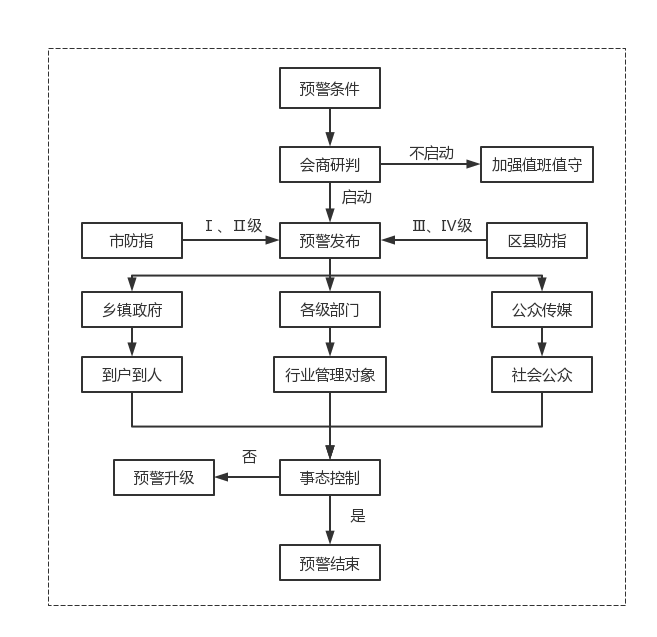 预警条件
会商研判
不启动
加强值班值守
启动
市防指
Ⅰ、Ⅱ级
预警发布
Ⅲ、Ⅳ级
区县防指
乡镇政府
各级部门
公众传媒
到户到人
行业管理对象
社会公众
否
预警升级
事态控制
是
预警结束